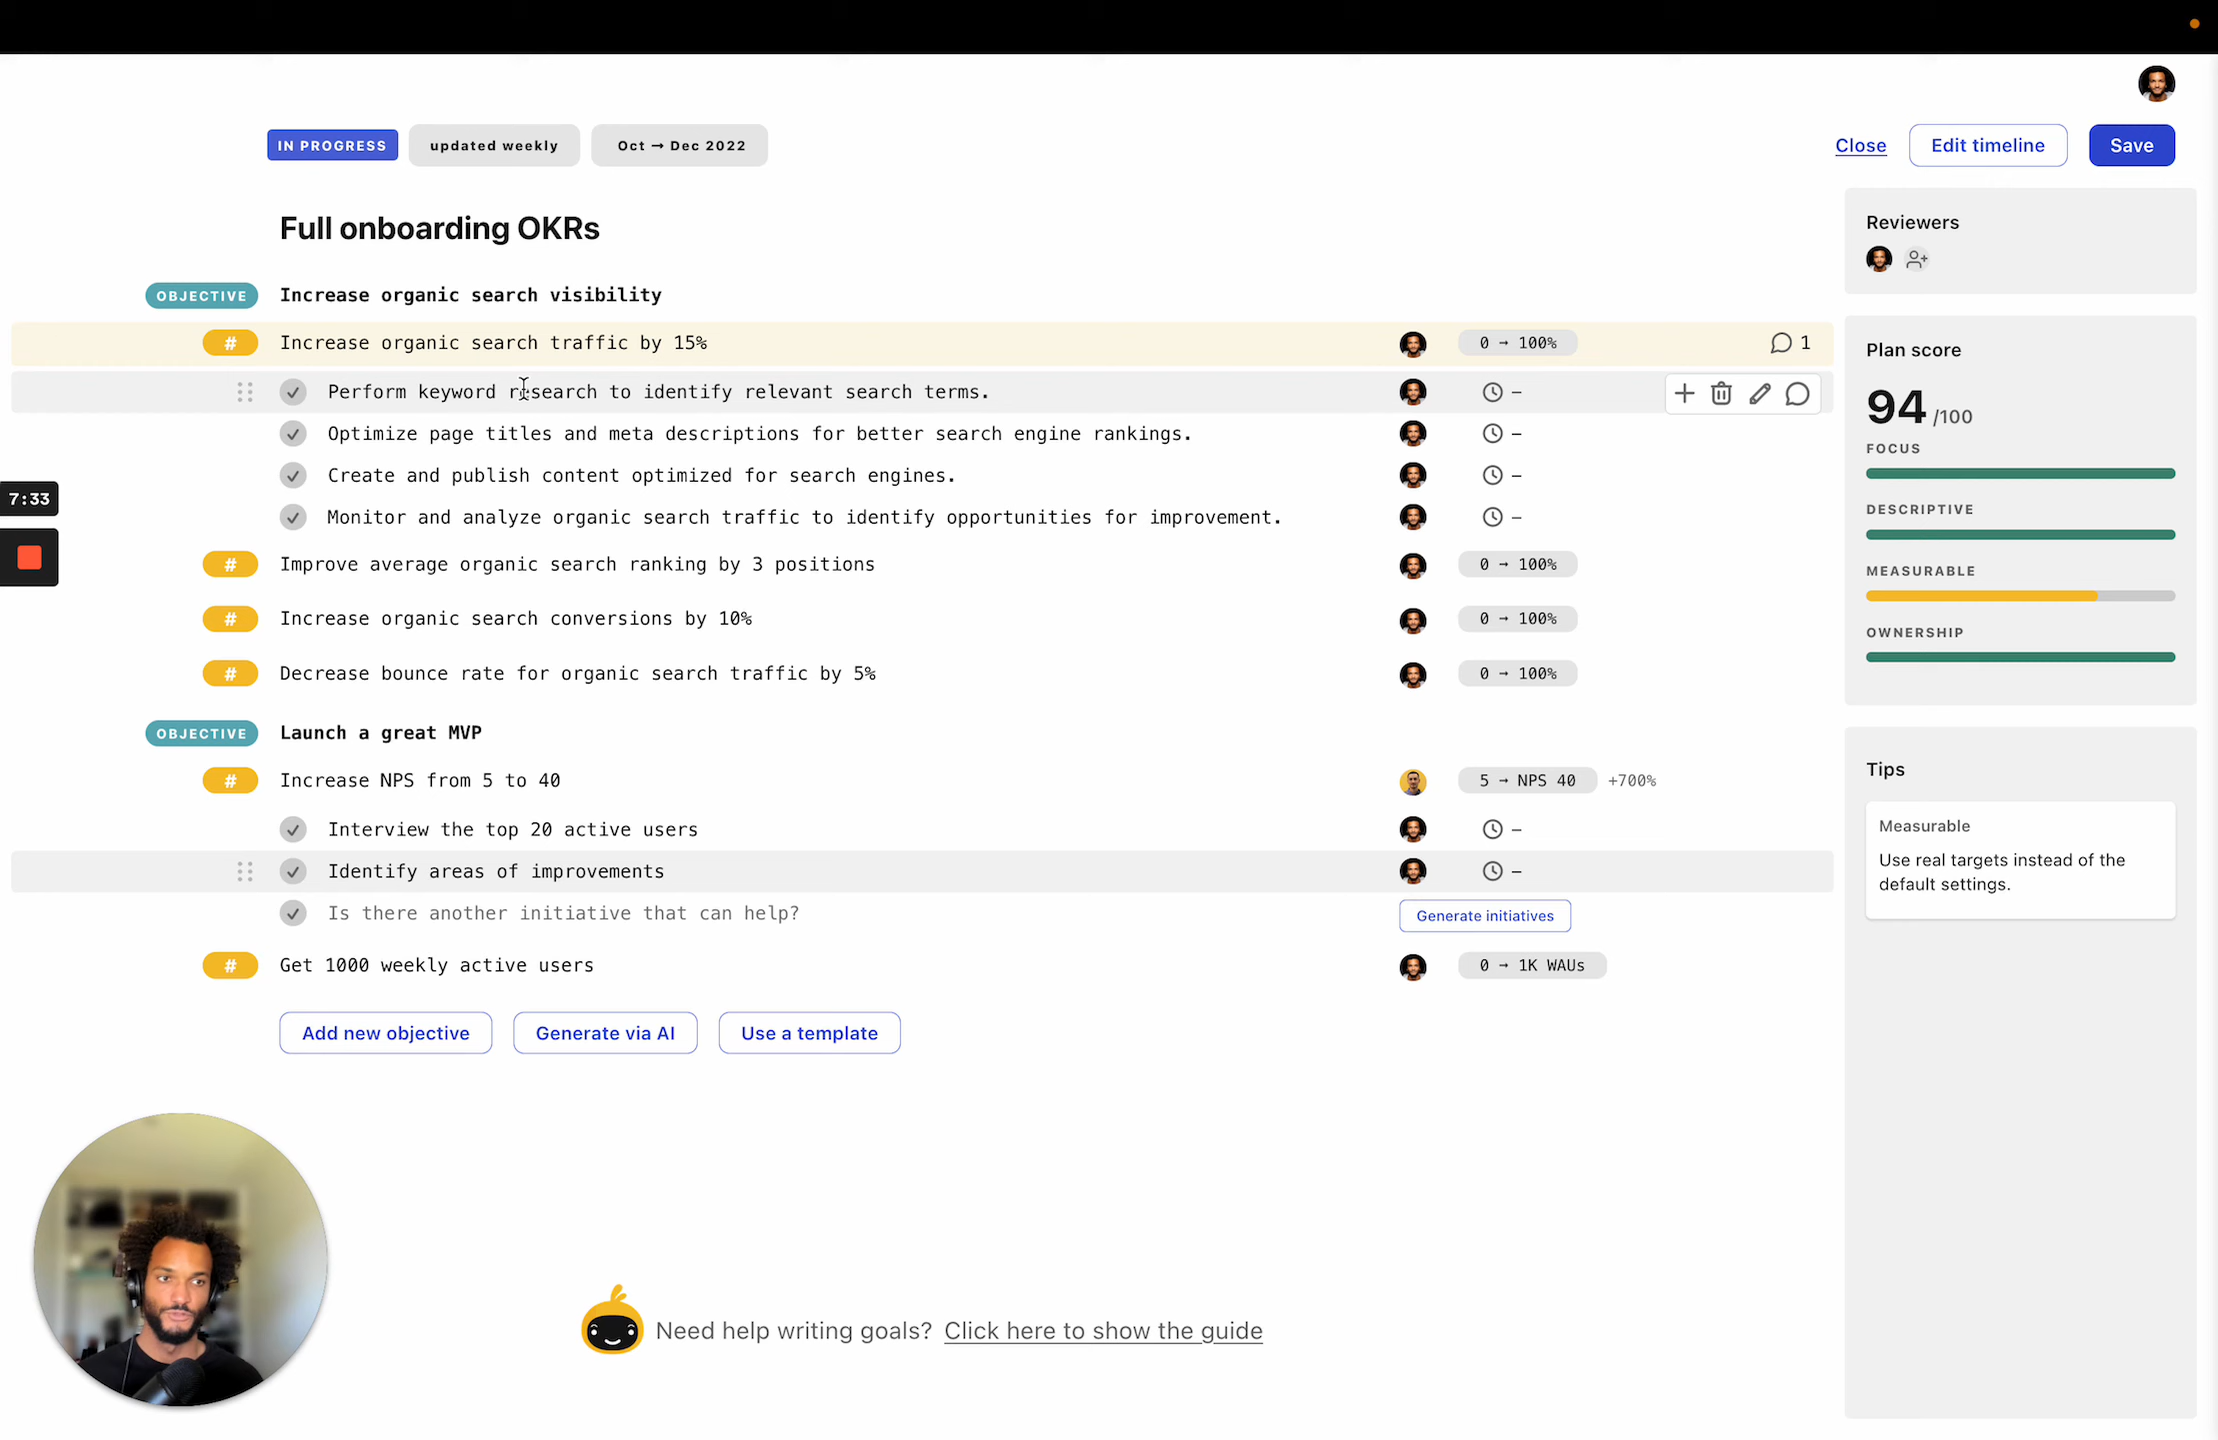 IN PROGRESS updated weekly Oct → Dec 2022 Close Edit timeline Save
Full onboarding OKRs
OBJECTIVE Increase organic search visibility
# Increase organic search traffic by 15% 0 → 100% 1
Perform keyword research to identify relevant search terms. –
Optimize page titles and meta descriptions for better search engine rankings. –
Create and publish content optimized for search engines. –
7:33
Monitor and analyze organic search traffic to identify opportunities for improvement. –
# Improve average organic search ranking by 3 positions 0 → 100%
# Increase organic search conversions by 10% 0 → 100%
# Decrease bounce rate for organic search traffic by 5% 0 → 100%
OBJECTIVE Launch a great MVP
# Increase NPS from 5 to 40 5 → NPS 40 +700%
Interview the top 20 active users –
Identify areas of improvements –
Is there another initiative that can help? Generate initiatives
# Get 1000 weekly active users 0 → 1K WAUs
Add new objective Generate via AI Use a template
Need help writing goals? Click here to show the guide
Reviewers
Plan score
94 /100
FOCUS
DESCRIPTIVE
MEASURABLE
OWNERSHIP
Tips
Measurable
Use real targets instead of the
default settings.